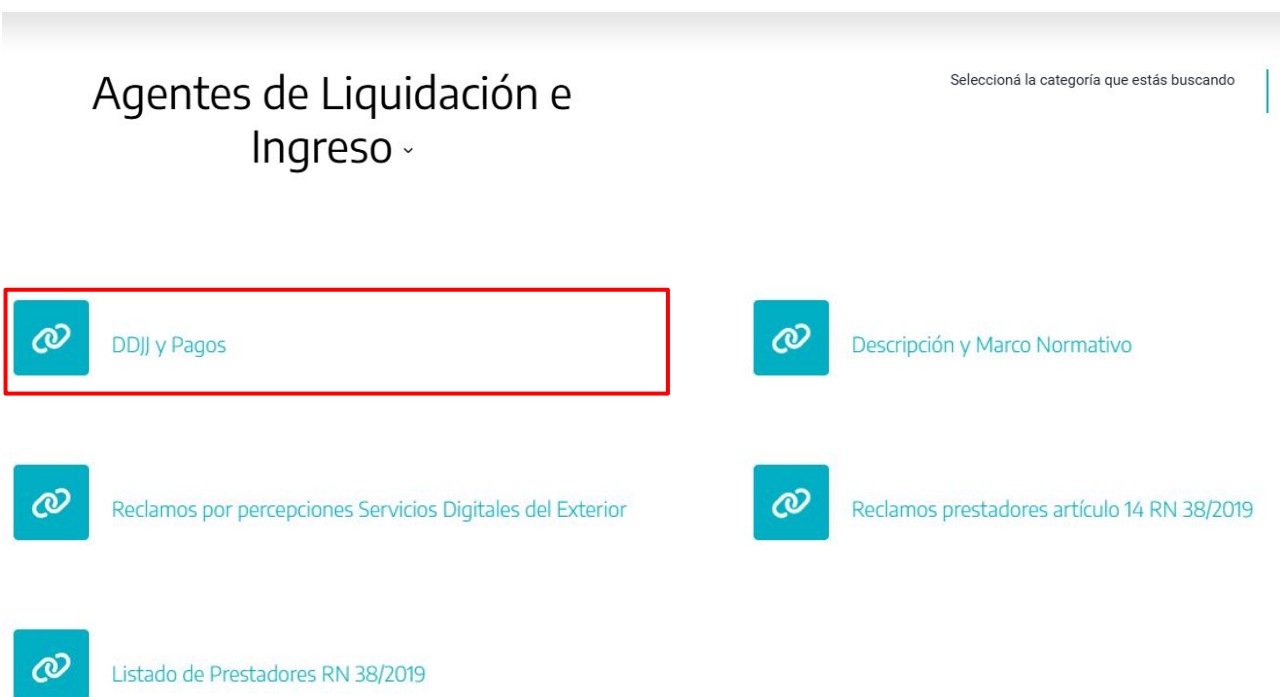 Agentes de Liquidación e
Ingreso
Seleccioná la categoría que estás buscando
DDJJ y Pagos
Descripción y Marco Normativo
Reclamos por percepciones Servicios Digitales del Exterior
Reclamos prestadores artículo 14 RN 38/2019
Listado de Prestadores RN 38/2019